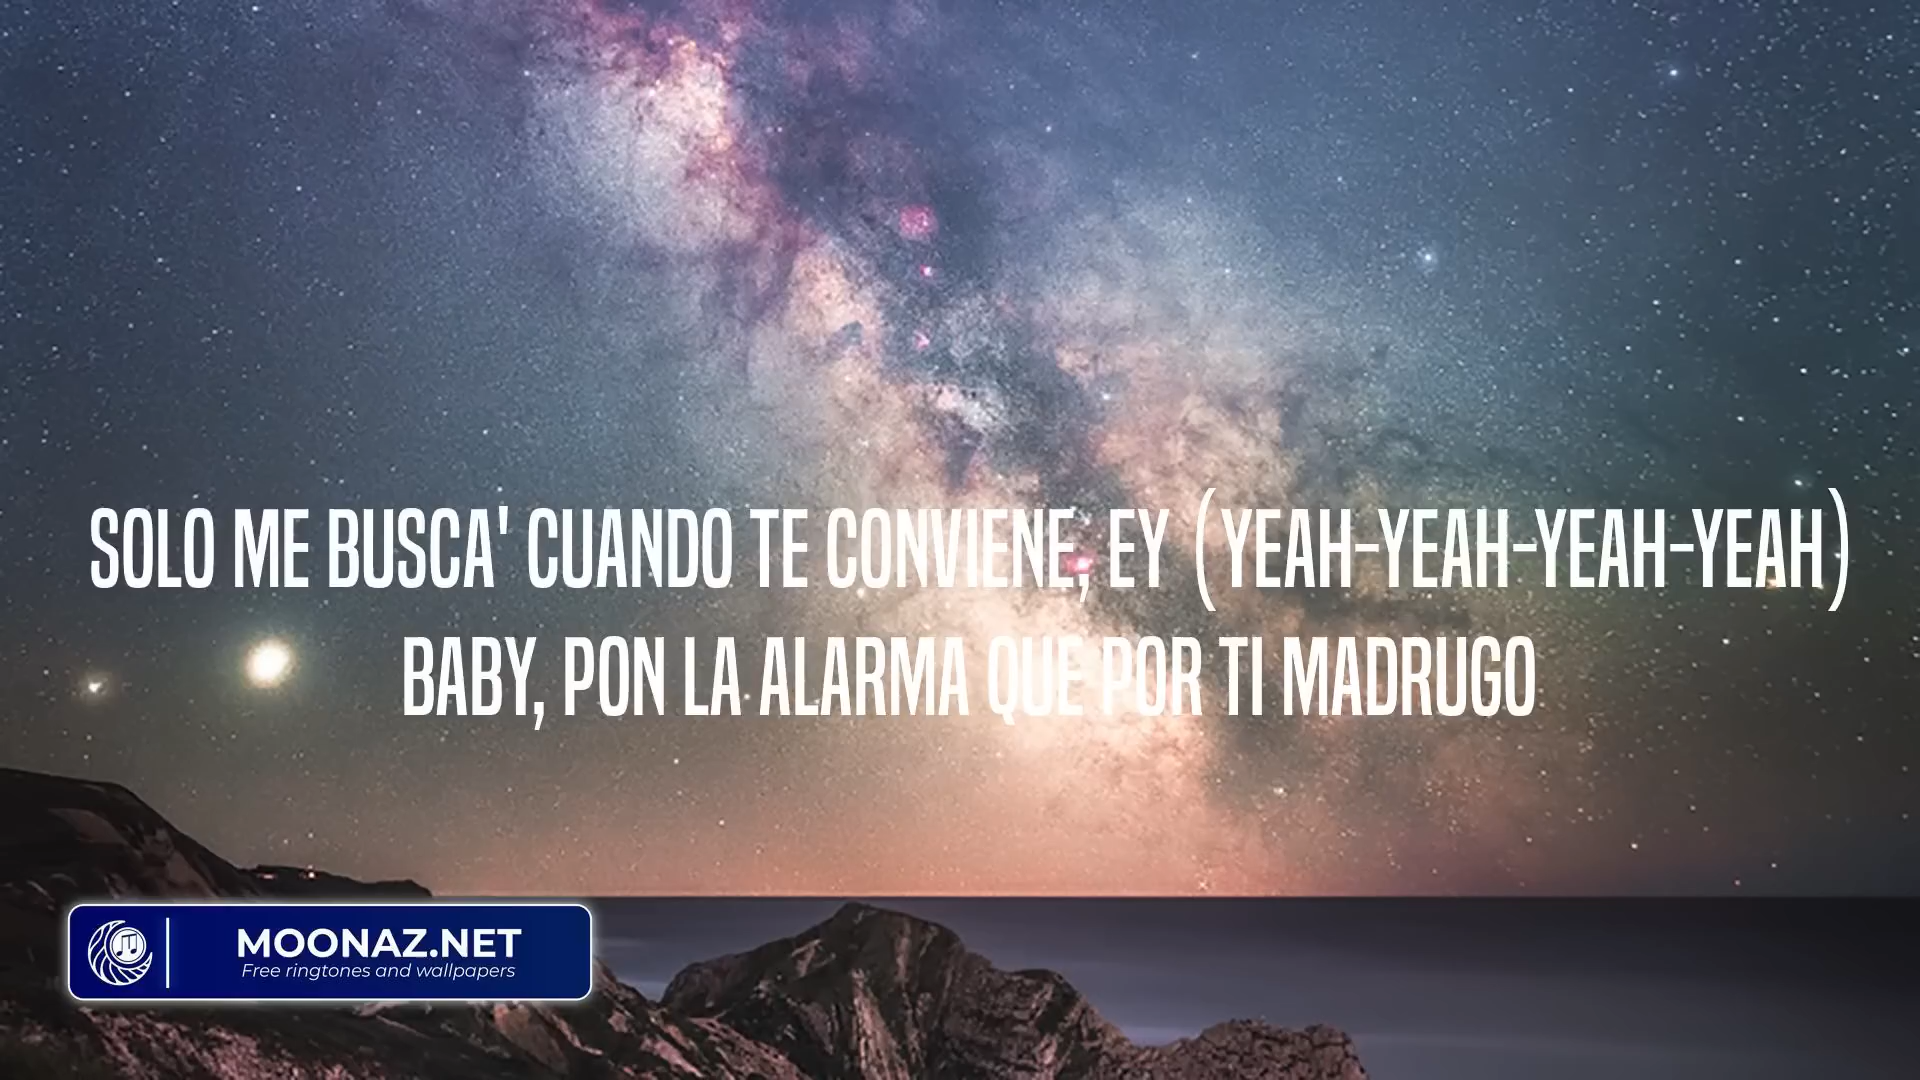 SOLO ME BUSCA' CUANDO TE CONVIENE, EY (YEAH-YEAH-YEAH-YEAH)
BABY, PON LA ALARMA QUE POR TI MADRUGO
MOONAZ.NET
Free ringtones and wallpapers